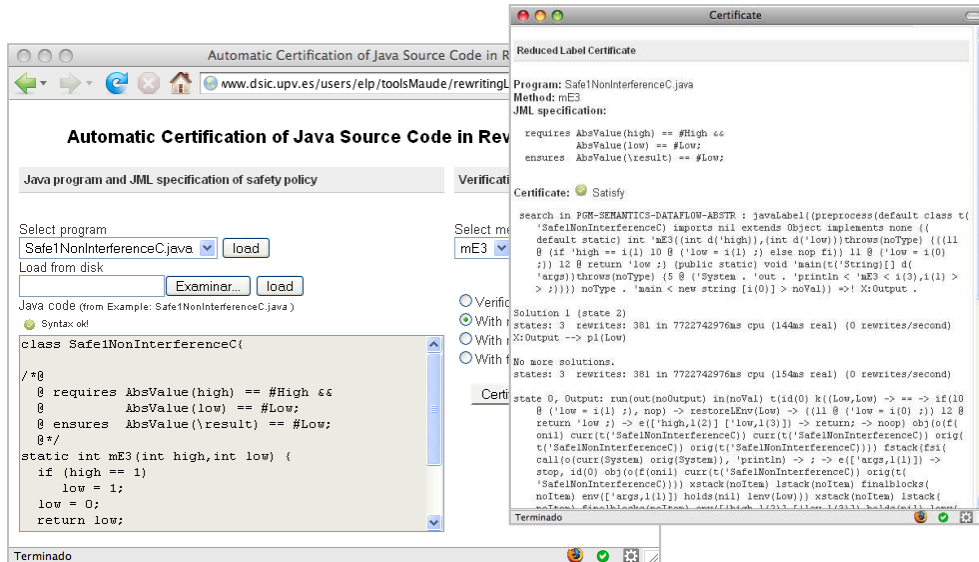 Automatic Certification of Java Source Code in R
www.dsic.upv.es/users/elp/toolsMaude/rewritingL
Automatic Certification of Java Source Code in Rew
Java program and JML specification of safety policy
Verificati
Select program
Safe1NonInterferenceC.java
load
Load from disk
Examinar...
load
Java code (from Example: Safe1NonInterferenceC.java )
Syntax ok!
class Safe1NonInterferenceC{
/*@
@ requires AbsValue(high) == #High &&
@ AbsValue(low) == #Low;
@ ensures AbsValue(\result) == #Low;
@*/
static int mE3(int high,int low) {
if (high == 1)
low = 1;
low = 0;
return low;
Select me
mE3
Verific
With r
With r
With f
Certi
Terminado
Certificate
Reduced Label Certificate
Program: Safe1NonInterferenceC.java
Method: mE3
JML specification:
requires AbsValue(high) == #High &&
AbsValue(low) == #Low;
ensures AbsValue(\result) == #Low;
Certificate: Satisfy
search in PGM-SEMANTICS-DATAFLOW-ABSTR : javaLabel((preprocess(default class t(
'Safe1NonInterferenceC) imports nil extends Object implements none {(
default static) int 'mE3((int d('high)),(int d('low)))throws(noType) {((l1
@ (if 'high == i(1) l0 @ ('low = i(1) ;) else nop fi)) l1 @ ('low = i(0)
;)) l2 @ return 'low ;} (public static) void 'main(t('String)[] d(
'args))throws(noType) {5 @ ('System . 'out . 'println < 'mE3 < i(3),i(1) >
> ;)))) noType . 'main < new string [i(0)] > noVal)) =>! X:Output .
Solution 1 (state 2)
states: 3 rewrites: 381 in 7722742976ms cpu (144ms real) (0 rewrites/second)
X:Output --> pl(Low)
No more solutions.
states: 3 rewrites: 381 in 7722742976ms cpu (154ms real) (0 rewrites/second)
state 0, Output: run(out(noOutput) in(noVal) t(id(0) k((Low,Low) -> == -> if(l0
@ ('low = i(1) ;), nop) -> restoreLEnv(Low) -> ((l1 @ ('low = i(0) ;)) l2 @
return 'low ;) -> e(['high,l(2)] ['low,l(3)]) -> return; -> noop) obj(o(f(
onil) curr(t('Safe1NonInterferenceC)) curr(t('Safe1NonInterferenceC)) orig(
t('Safe1NonInterferenceC)) orig(t('Safe1NonInterferenceC)))) fstack(fsi(
call(o(curr(System) orig(System)), 'println) -> ; -> e(['args,l(1)]) ->
stop, id(0) obj(o(f(onil) curr(t('Safe1NonInterferenceC)) orig(t(
'Safe1NonInterferenceC)))) xstack(noItem) lstack(noItem) finalblocks(
noItem) env(['args,l(1)]) holds(nil) lenv(Low))) xstack(noItem) lstack(
Terminado